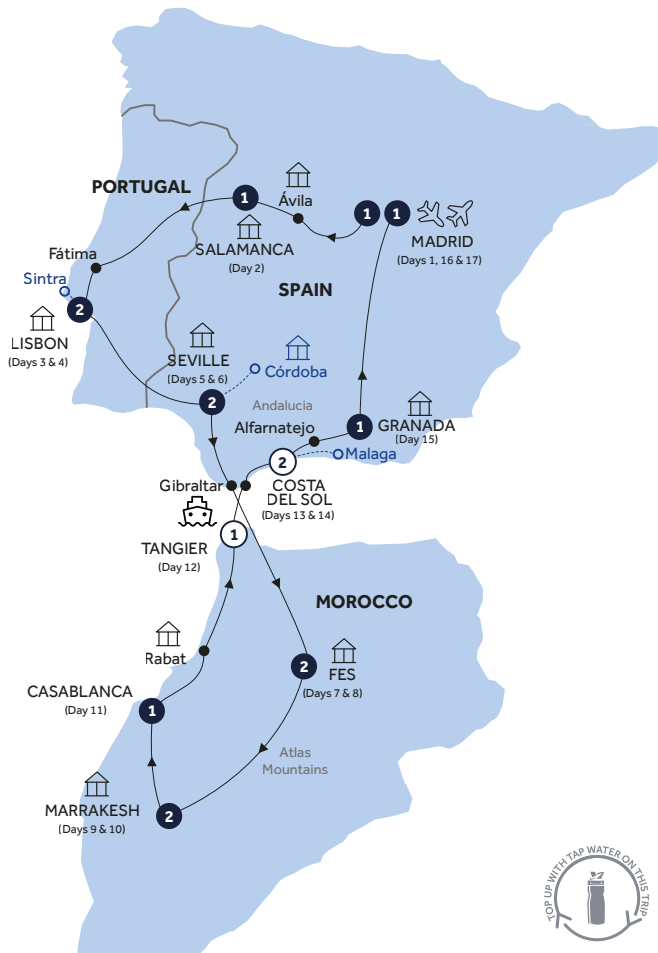 PORTUGAL
1
Ávila
1
1
SALAMANCA
(Day 2)
MADRID
(Days 1, 16 & 17)
Fátima
Sintra
SPAIN
2
LISBON
(Days 3 & 4)
SEVILLE
(Days 5 & 6)
Córdoba
2
Andalucia
Alfarnatejo
1
GRANADA
(Day 15)
2
Malaga
Gibraltar
COSTA
DEL SOL
(Days 13 & 14)
1
TANGIER
(Day 12)
MOROCCO
Rabat
2
FES
(Days 7 & 8)
CASABLANCA
(Day 11)
1
Atlas
Mountains
MARRAKESH
(Days 9 & 10)
2
TOP UP WITH TAP WATER ON THIS TRIP